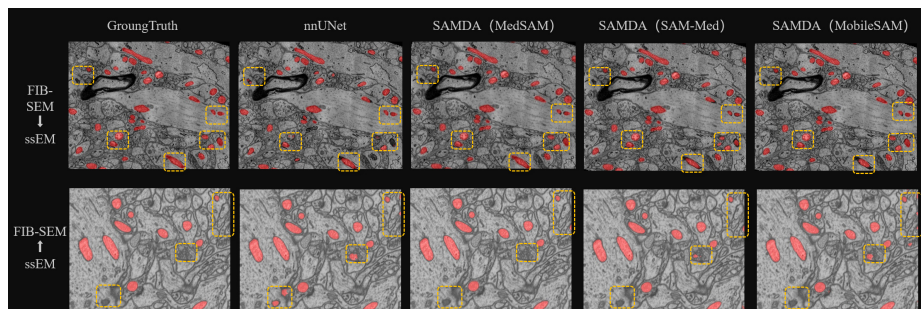 GroungTruth nnUNet SAMDA (MedSAM) SAMDA (SAM-Med) SAMDA (MobileSAM)
FIB-
SEM
↓
ssEM
FIB-SEM
↑
ssEM